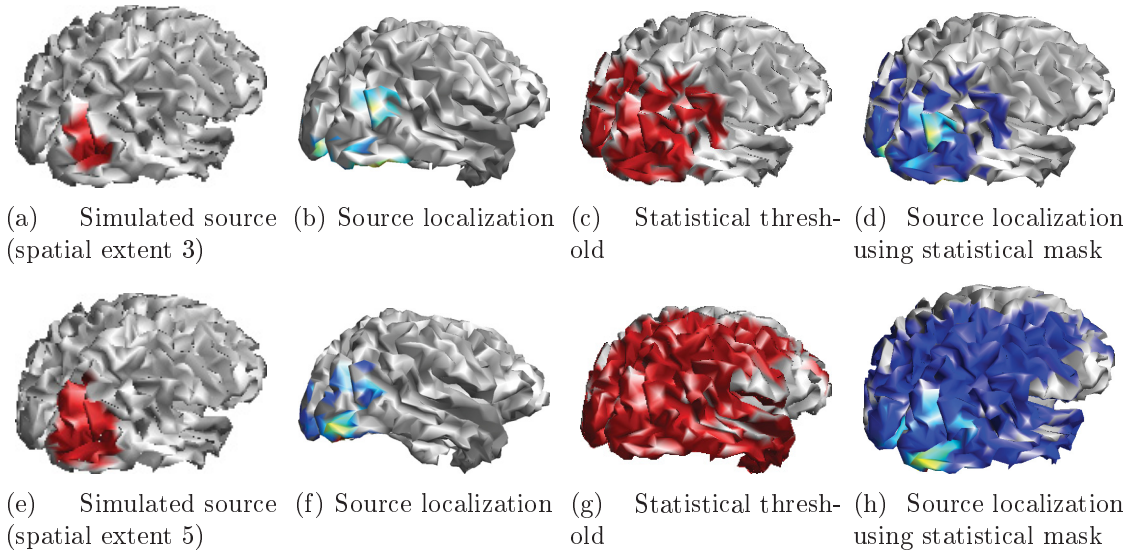 (a) Simulated source
(spatial extent 3)
(b) Source localization
(c) Statistical thresh-
old
(d) Source localization
using statistical mask
(e) Simulated source
(spatial extent 5)
(f) Source localization
(g) Statistical thresh-
old
(h) Source localization
using statistical mask